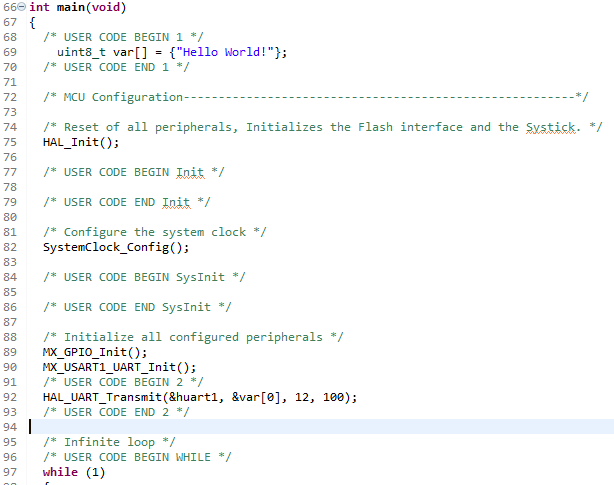 66 int main(void)
67 {
68 /* USER CODE BEGIN 1 */
69 uint8_t var[] = {"Hello World!"};
70 /* USER CODE END 1 */
71
72 /* MCU Configuration--------------------------------------------------------*/
73
74 /* Reset of all peripherals, Initializes the Flash interface and the Systick. */
75 HAL_Init();
76
77 /* USER CODE BEGIN Init */
78
79 /* USER CODE END Init */
80
81 /* Configure the system clock */
82 SystemClock_Config();
83
84 /* USER CODE BEGIN SysInit */
85
86 /* USER CODE END SysInit */
87
88 /* Initialize all configured peripherals */
89 MX_GPIO_Init();
90 MX_USART1_UART_Init();
91 /* USER CODE BEGIN 2 */
92 HAL_UART_Transmit(&huart1, &var[0], 12, 100);
93 /* USER CODE END 2 */
94
95 /* Infinite loop */
96 /* USER CODE BEGIN WHILE */
97 while (1)